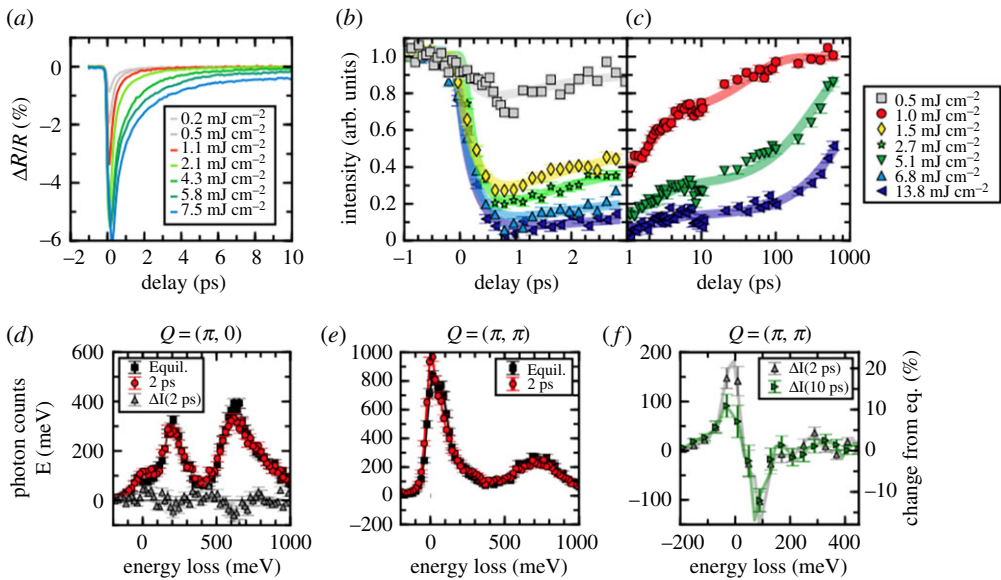 (a)
0
−2
−4
−6
ΔR/R (%)
0.2 mJ cm−2
0.5 mJ cm−2
1.1 mJ cm−2
2.1 mJ cm−2
4.3 mJ cm−2
5.8 mJ cm−2
7.5 mJ cm−2
−2 0 2 4 6 8 10
delay (ps)
(b)
1.0
0.8
0.6
0.4
0.2
0
intensity (arb. units)
−1 0 1 2
delay (ps)
(c)
1 10 100 1000
delay (ps)
0.5 mJ cm−2
1.0 mJ cm−2
1.5 mJ cm−2
2.7 mJ cm−2
5.1 mJ cm−2
6.8 mJ cm−2
13.8 mJ cm−2
(d) Q = (π, 0)
600
400
200
0
photon counts
E (meV)
Equil.
2 ps
ΔI(2 ps)
0 500 1000
energy loss (meV)
(e) Q = (π, π)
1000
800
600
400
200
0
−200
Equil.
2 ps
0 500 1000
energy loss (meV)
(f) Q = (π, π)
200
100
0
−100
ΔI(2 ps)
ΔI(10 ps)
20
10
0
−10
change from eq. (%)
−200 0 200 400
energy loss (meV)